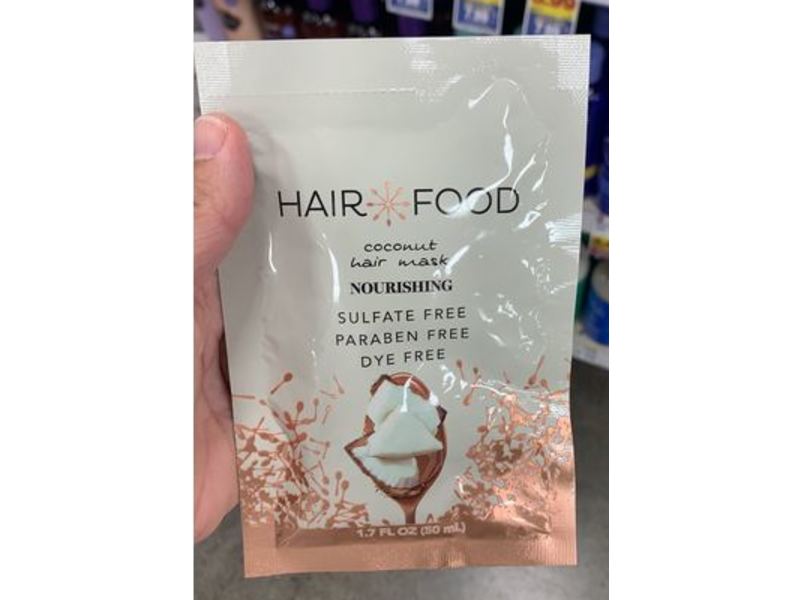 HAIR FOOD
coconut
hair mask
NOURISHING
SULFATE FREE
PARABEN FREE
DYE FREE
1.7 FL OZ (50 mL)